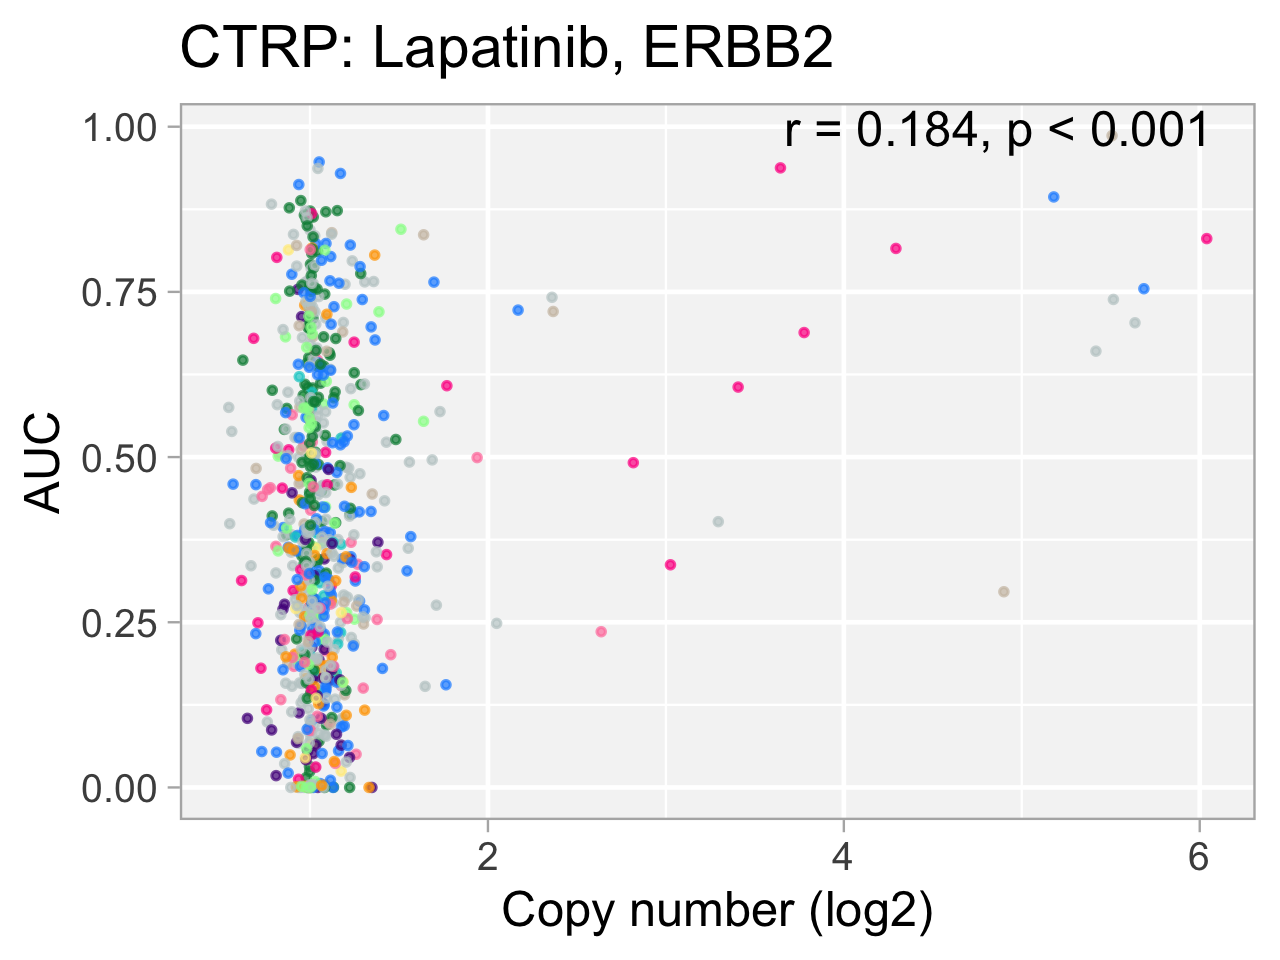 CTRP: Lapatinib, ERBB2
r = 0.184, p < 0.001
1.00
0.75
0.50
0.25
0.00
AUC
2 4 6
Copy number (log2)